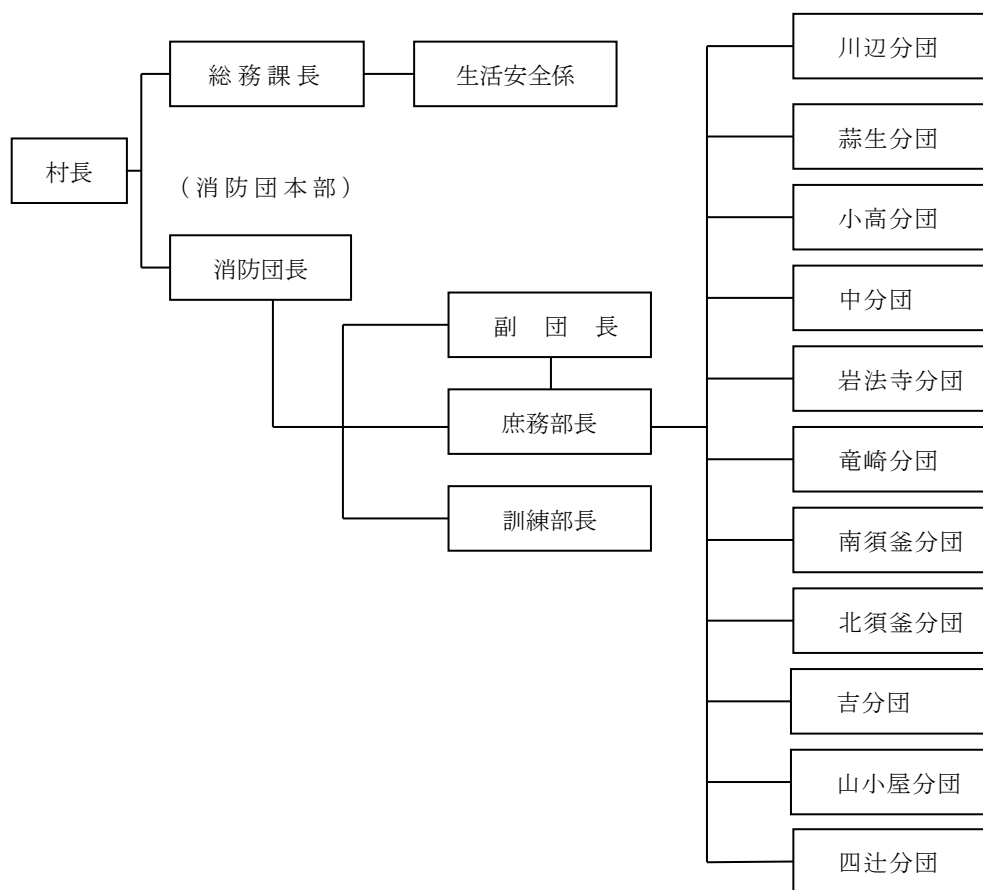 村長
総務課長
生活安全係
(消防団本部)
消防団長
副 団 長
庶務部長
訓練部長
川辺分団
蒜生分団
小高分団
中分団
岩法寺分団
竜崎分団
南須釜分団
北須釜分団
吉分団
山小屋分団
四辻分団